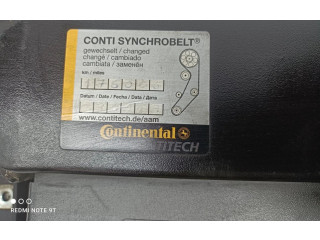 CONTI SYNCHROBELT®
gewechselt / changed
changé / cambiado
cambiata / заменён
km / miles
Datum / Date / Fecha / Data / Дата
www.contitech.de/aam
Continental
CONTITECH
REDMI NOTE 9T